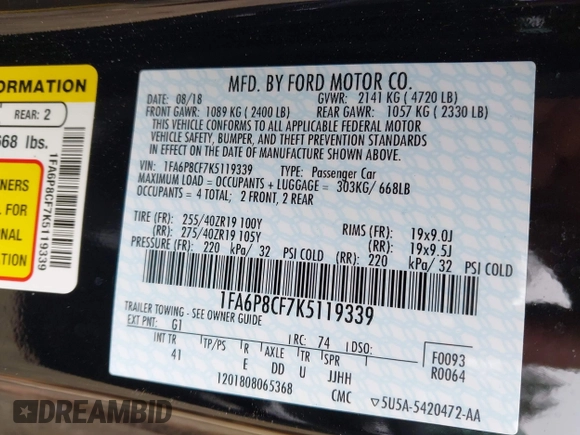 ORMATION
REAR: 2
668 lbs.
1FA6P8CF7K5119339
NERS
L FOR
ONAL
N
MFD. BY FORD MOTOR CO.
DATE: 08/18 GVWR: 2141 KG ( 4720 LB)
FRONT GAWR: 1089 KG ( 2400 LB) REAR GAWR: 1057 KG ( 2330 LB)
THIS VEHICLE CONFORMS TO ALL APPLICABLE FEDERAL MOTOR
VEHICLE SAFETY, BUMPER, AND THEFT PREVENTION STANDARDS
IN EFFECT ON THE DATE OF MANUFACTURE SHOWN ABOVE.
VIN: 1FA6P8CF7K5119339 TYPE: Passenger Car
MAXIMUM LOAD = OCCUPANTS + LUGGAGE = 303KG/ 668LB
OCCUPANTS = 4 TOTAL; 2 FRONT, 2 REAR
TIRE (FR): 255/40ZR19 100Y RIMS (FR): 19x9.0J
(RR): 275/40ZR19 105Y (RR): 19x9.5J
PRESSURE (FR): 220 kPa/ 32 PSI COLD (RR): 220 kPa/ 32 PSI COLD
1FA6P8CF7K5119339
TRAILER TOWING - SEE OWNER GUIDE
EXT PNT: G1 RC: 74 DSO:
INT TR TP/PS R AXLE TR SPR F0093
41 E DD U JJHH R0064
1201808065368 CMC 5U5A-5420472-AA
DREAMBID